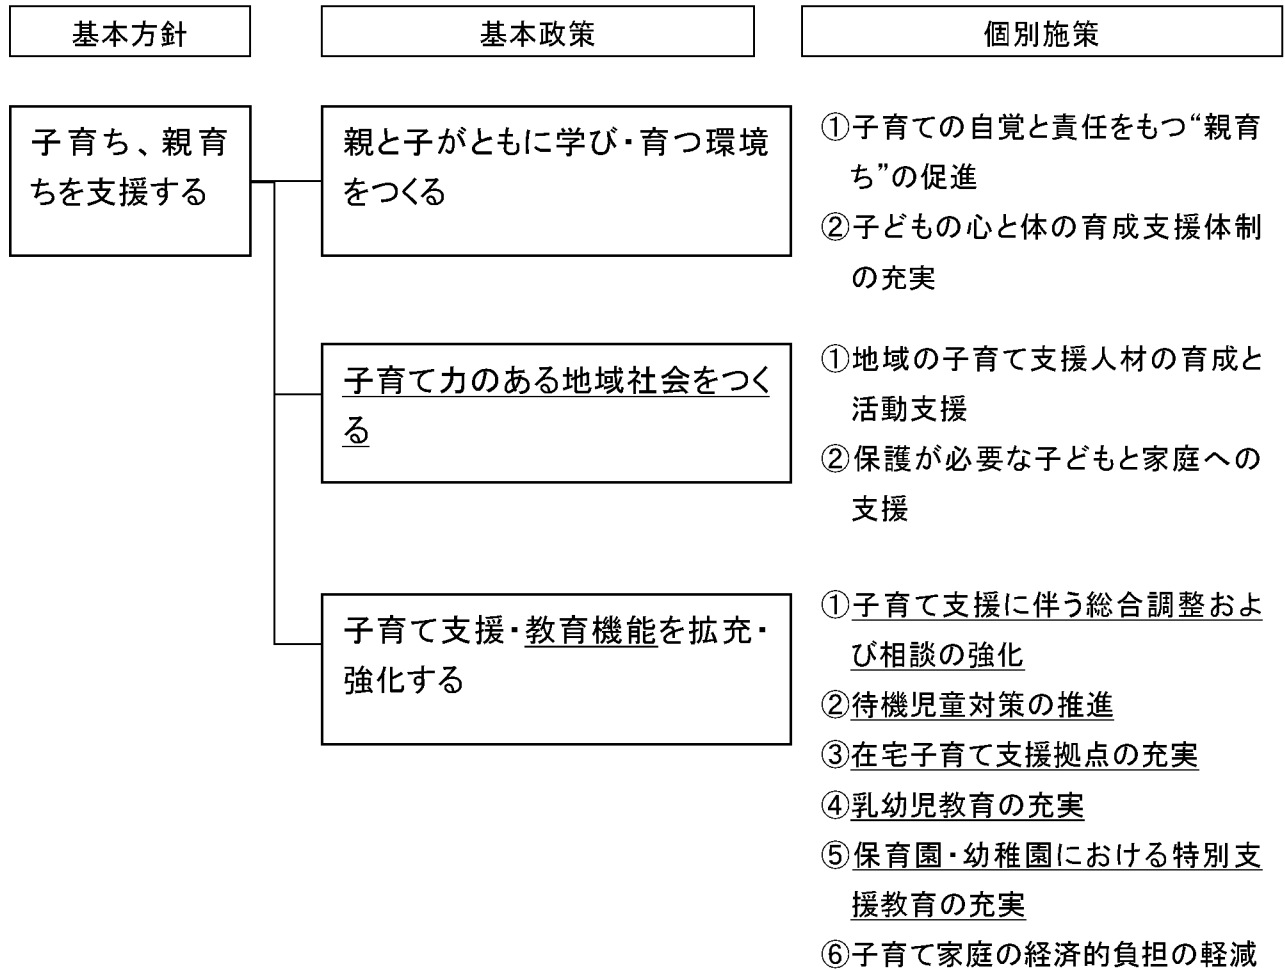 基本方針
基本政策
個別施策
子育ち、親育
ちを支援する
親と子がともに学び・育つ環境
をつくる
①子育ての自覚と責任をもつ“親育
ち”の促進
②子どもの心と体の育成支援体制
の充実
子育て力のある地域社会をつく
る
①地域の子育て支援人材の育成と
活動支援
②保護が必要な子どもと家庭への
支援
子育て支援・教育機能を拡充・
強化する
①子育て支援に伴う総合調整およ
び相談の強化
②待機児童対策の推進
③在宅子育て支援拠点の充実
④乳幼児教育の充実
⑤保育園・幼稚園における特別支
援教育の充実
⑥子育て家庭の経済的負担の軽減